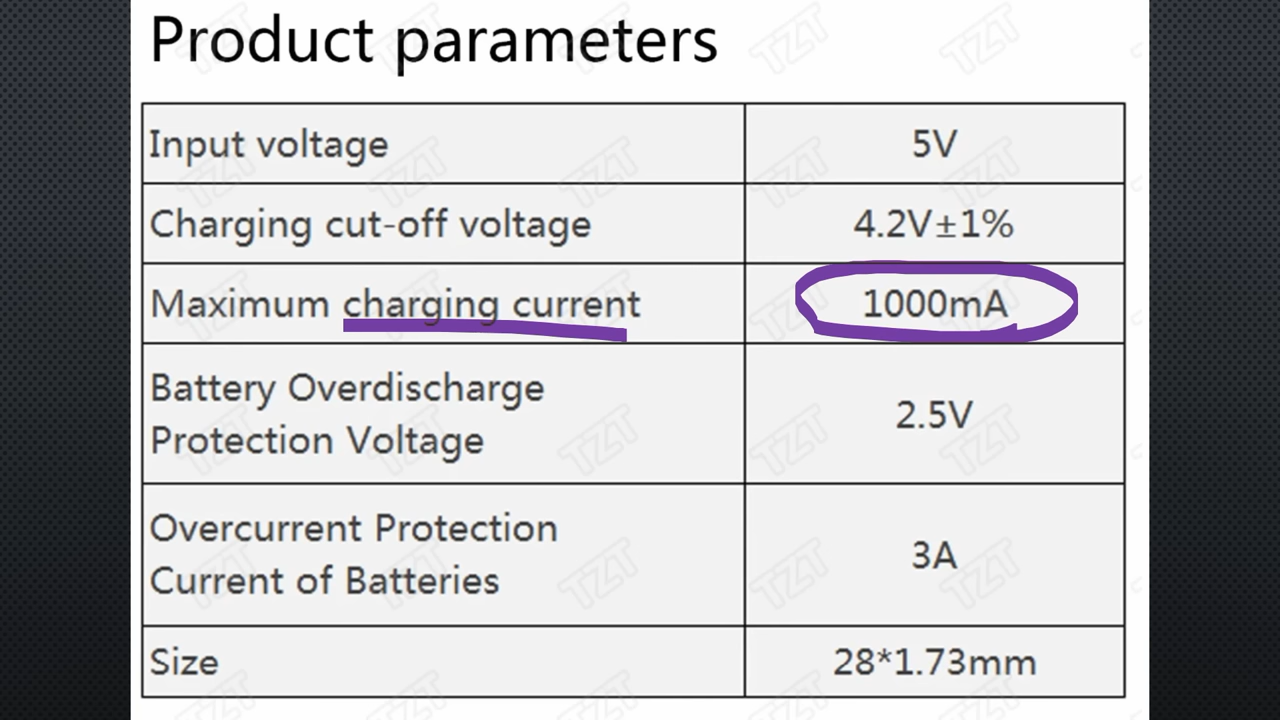 Product parameters
Input voltage 5V
Charging cut-off voltage 4.2V±1%
Maximum charging current 1000mA
Battery Overdischarge
Protection Voltage 2.5V
Overcurrent Protection
Current of Batteries 3A
Size 28*1.73mm
TZT